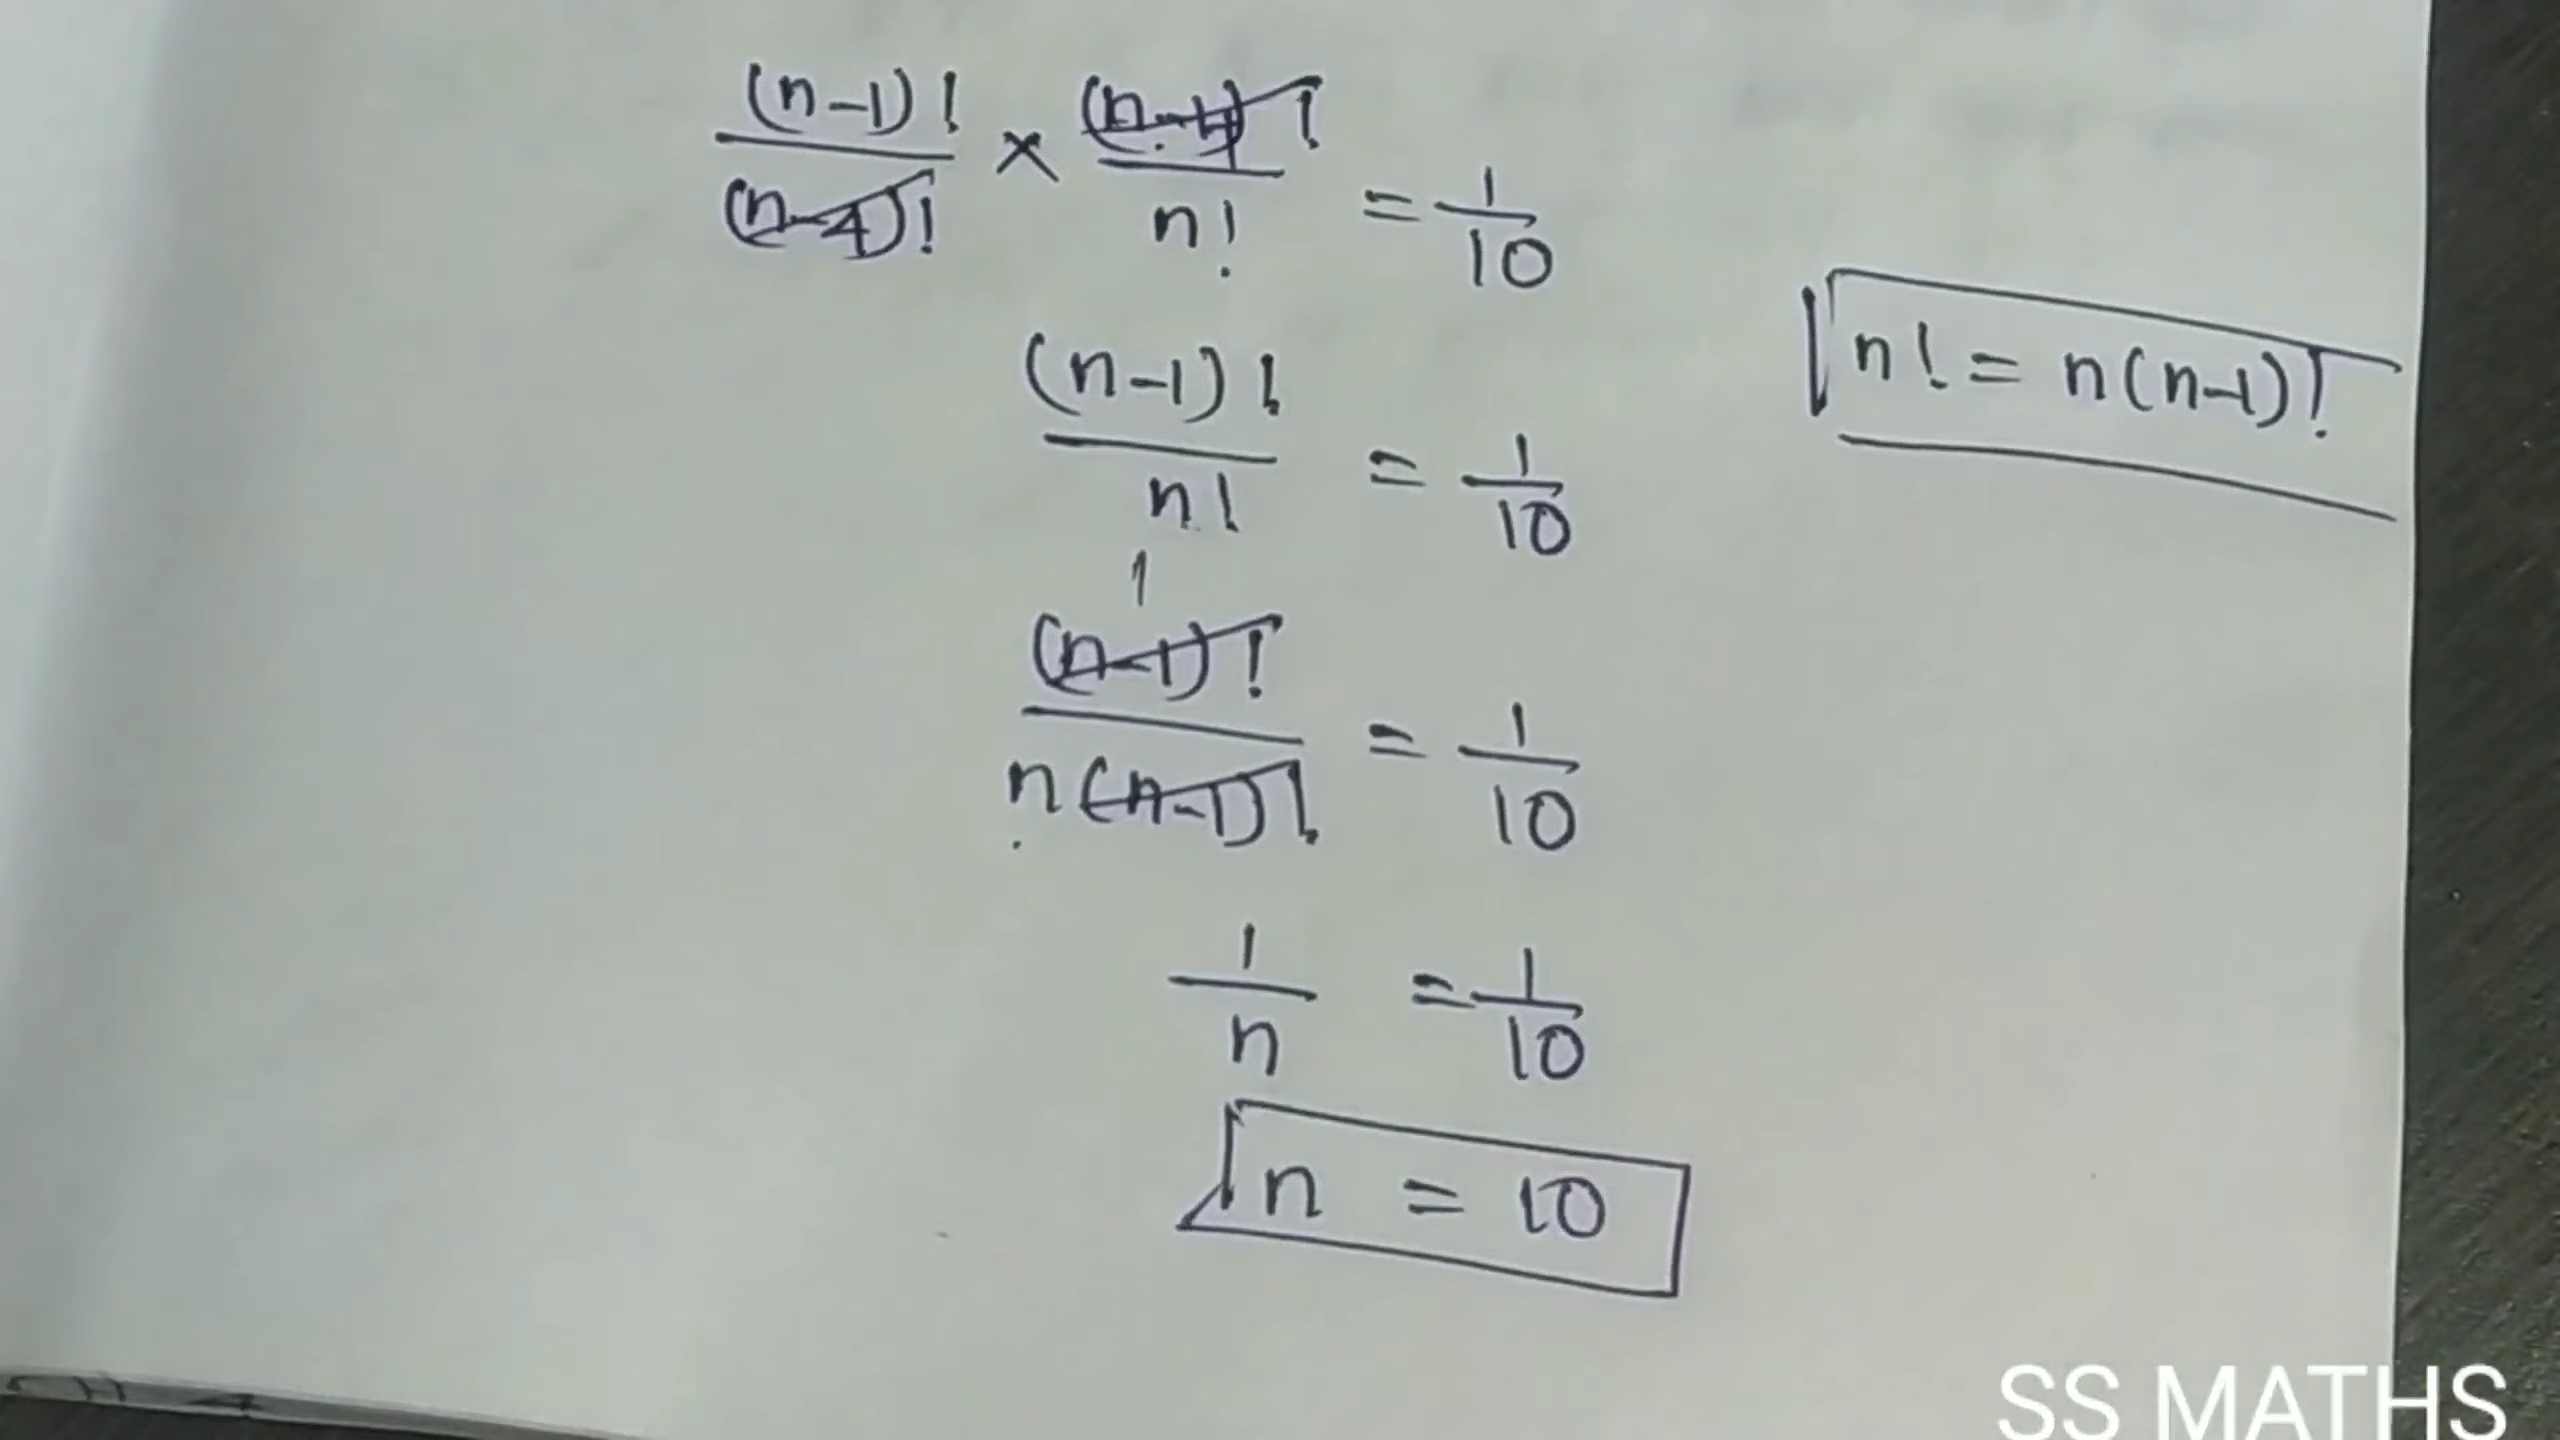 (n-1)!/(n-4)! × (n-4)!/n! = 1/10
n! = n(n-1)!
(n-1)!/n! = 1/10
1
(n-1)!/n(n-1)! = 1/10
1/n = 1/10
n = 10
SS MATHS